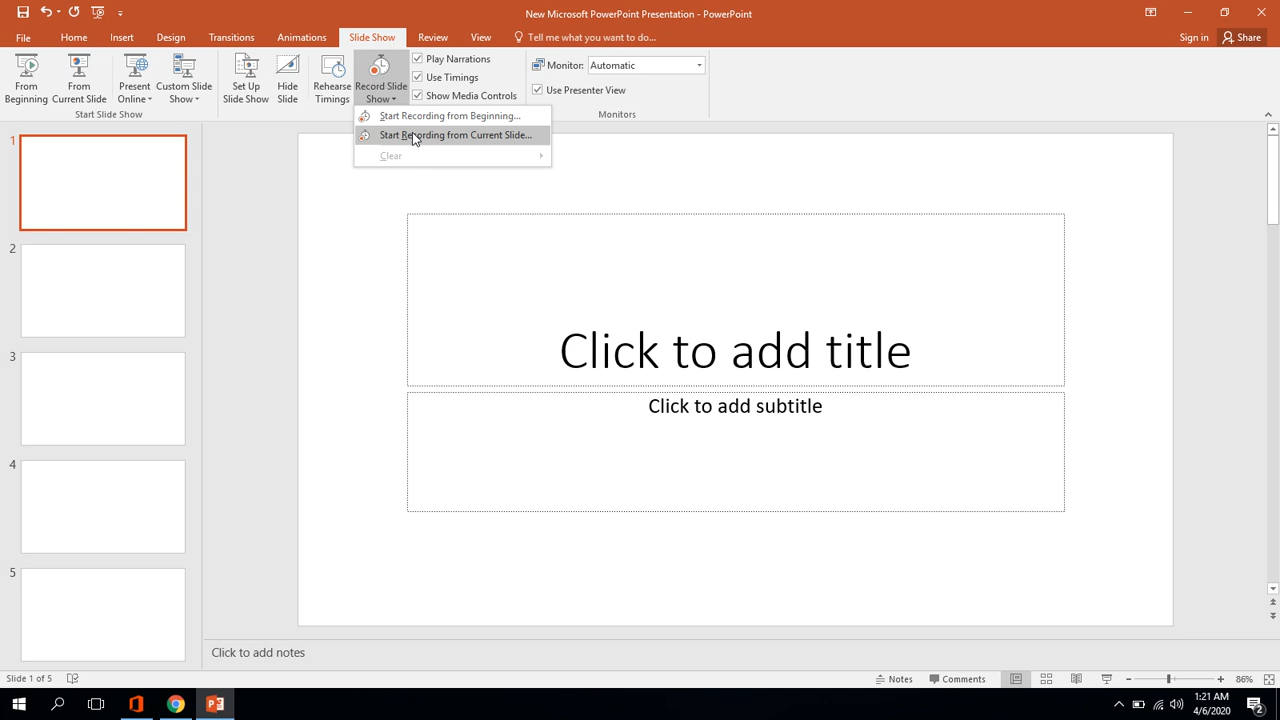 New Microsoft PowerPoint Presentation - PowerPoint
File Home Insert Design Transitions Animations Slide Show Review View Tell me what you want to do... Sign in Share
From Beginning
From Current Slide
Present Online
Custom Slide Show
Start Slide Show
Set Up Slide Show
Hide Slide
Rehearse Timings
Record Slide Show
Play Narrations
Use Timings
Show Media Controls
Monitor: Automatic
Use Presenter View
Monitors
Start Recording from Beginning...
Start Recording from Current Slide...
Clear
1
2
3
4
5
Click to add title
Click to add subtitle
Click to add notes
Slide 1 of 5 Notes Comments 86%
1:21 AM
4/6/2020
2